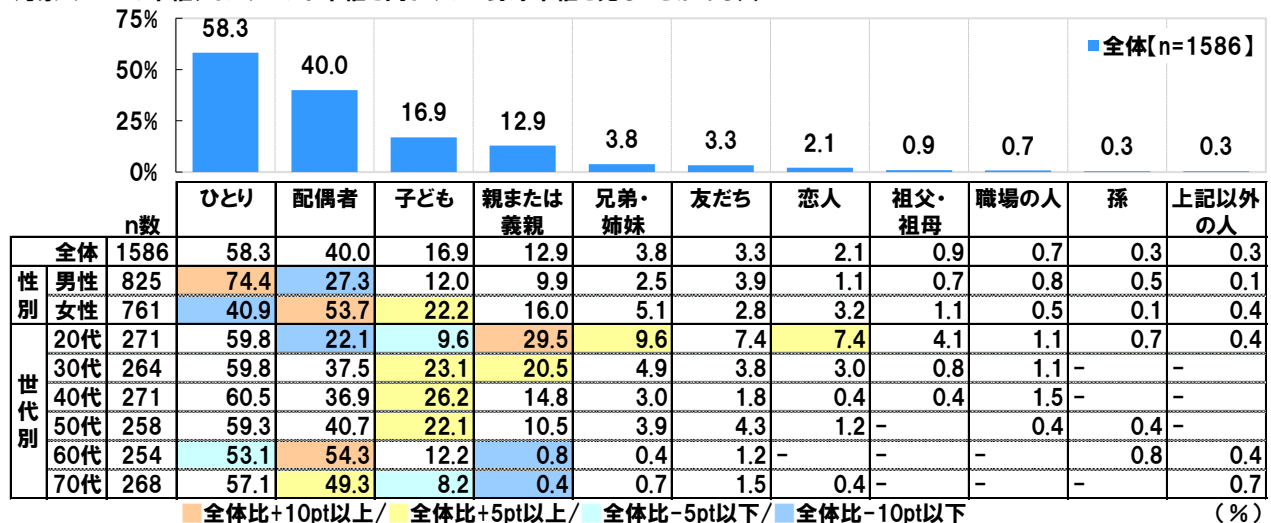 75%
50%
25%
0%
58.3 40.0 16.9 12.9 3.8 3.3 2.1 0.9 0.7 0.3 0.3
■全体【n=1586】
n数 ひとり 配偶者 子ども 親または義親 兄弟・姉妹 友だち 恋人 祖父・祖母 職場の人 孫 上記以外の人
全体 1586 58.3 40.0 16.9 12.9 3.8 3.3 2.1 0.9 0.7 0.3 0.3
性別
男性 825 74.4 27.3 12.0 9.9 2.5 3.9 1.1 0.7 0.8 0.5 0.1
女性 761 40.9 53.7 22.2 16.0 5.1 2.8 3.2 1.1 0.5 0.1 0.4
世代別
20代 271 59.8 22.1 9.6 29.5 9.6 7.4 7.4 4.1 1.1 0.7 0.4
30代 264 59.8 37.5 23.1 20.5 4.9 3.8 3.0 0.8 1.1 - -
40代 271 60.5 36.9 26.2 14.8 3.0 1.8 0.4 0.4 1.5 - -
50代 258 59.3 40.7 22.1 10.5 3.9 4.3 1.2 - 0.4 0.4 -
60代 254 53.1 54.3 12.2 0.8 0.4 1.2 - - - 0.8 0.4
70代 268 57.1 49.3 8.2 0.4 0.7 1.5 0.4 - - - 0.7
■全体比+10pt以上/ ■全体比+5pt以上/ ■全体比-5pt以下/■全体比-10pt以下 (%)